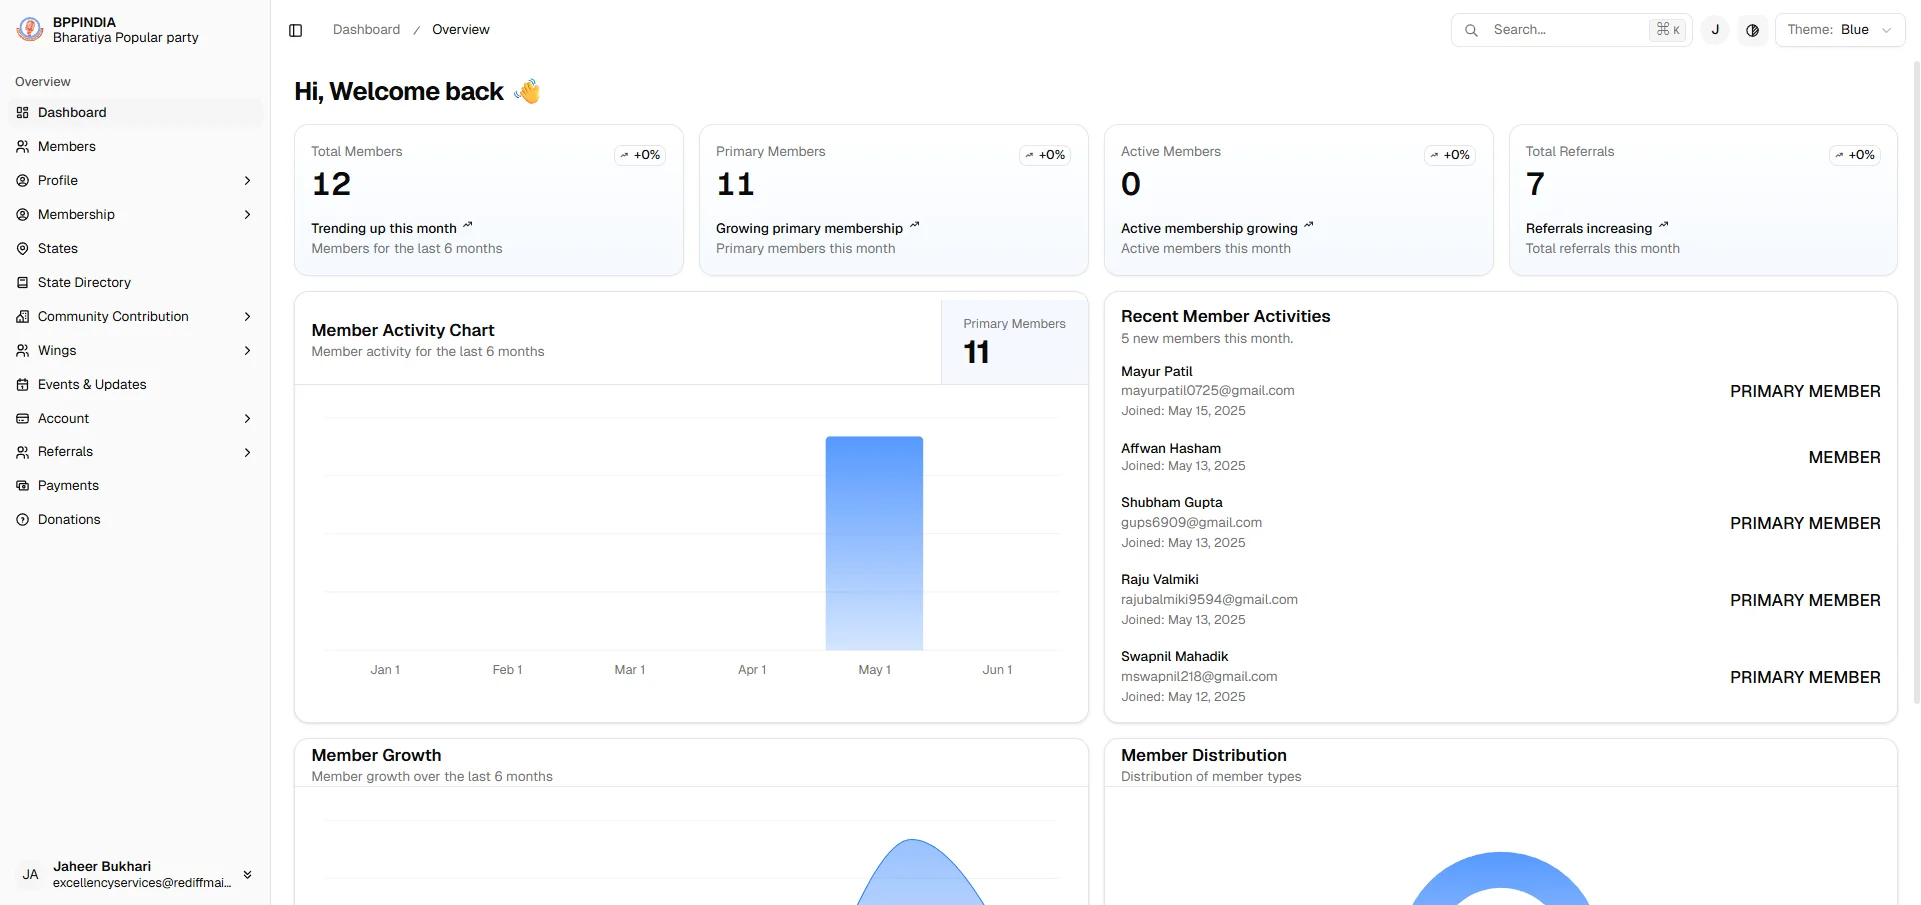 BPPINDIA
Bharatiya Popular party
Overview
Dashboard
Members
Profile
Membership
States
State Directory
Community Contribution
Wings
Events & Updates
Account
Referrals
Payments
Donations
JA
Jaheer Bukhari
excellencyservices@rediffmai...
Dashboard / Overview
Search...
⌘ K
J
Theme: Blue
Hi, Welcome back 👋
Total Members
+0%
12
Trending up this month
Members for the last 6 months
Primary Members
+0%
11
Growing primary membership
Primary members this month
Active Members
+0%
0
Active membership growing
Active members this month
Total Referrals
+0%
7
Referrals increasing
Total referrals this month
Member Activity Chart
Member activity for the last 6 months
Primary Members
11
Jan 1 Feb 1 Mar 1 Apr 1 May 1 Jun 1
Recent Member Activities
5 new members this month.
Mayur Patil
mayurpatil0725@gmail.com
Joined: May 15, 2025
PRIMARY MEMBER
Affwan Hasham
Joined: May 13, 2025
MEMBER
Shubham Gupta
gups6909@gmail.com
Joined: May 13, 2025
PRIMARY MEMBER
Raju Valmiki
rajubalmiki9594@gmail.com
Joined: May 13, 2025
PRIMARY MEMBER
Swapnil Mahadik
mswapnil218@gmail.com
Joined: May 12, 2025
PRIMARY MEMBER
Member Growth
Member growth over the last 6 months
Member Distribution
Distribution of member types